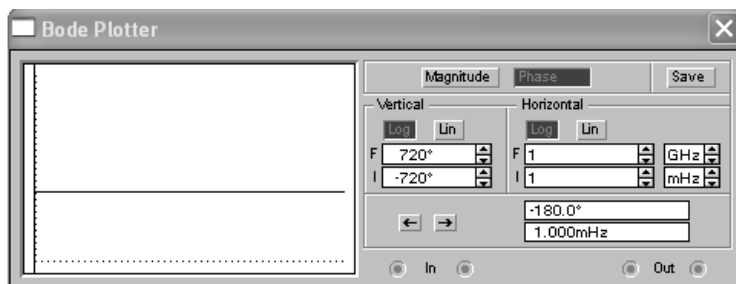 Bode Plotter
Magnitude Phase Save
Vertical Horizontal
Log Lin Log Lin
F 720° F 1 GHz
I -720° I 1 mHz
← → -180.0°
1.000mHz
In Out